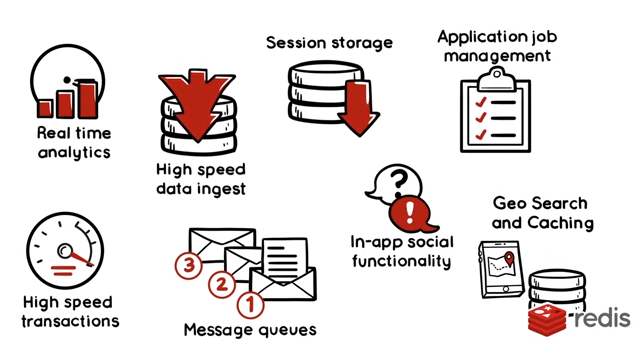 Session storage
Application job
management
Real time
analytics
High speed
data ingest
?
!
In-app social
functionality
Geo Search
and Caching
High speed
transactions
3
2
1
Message queues
redis